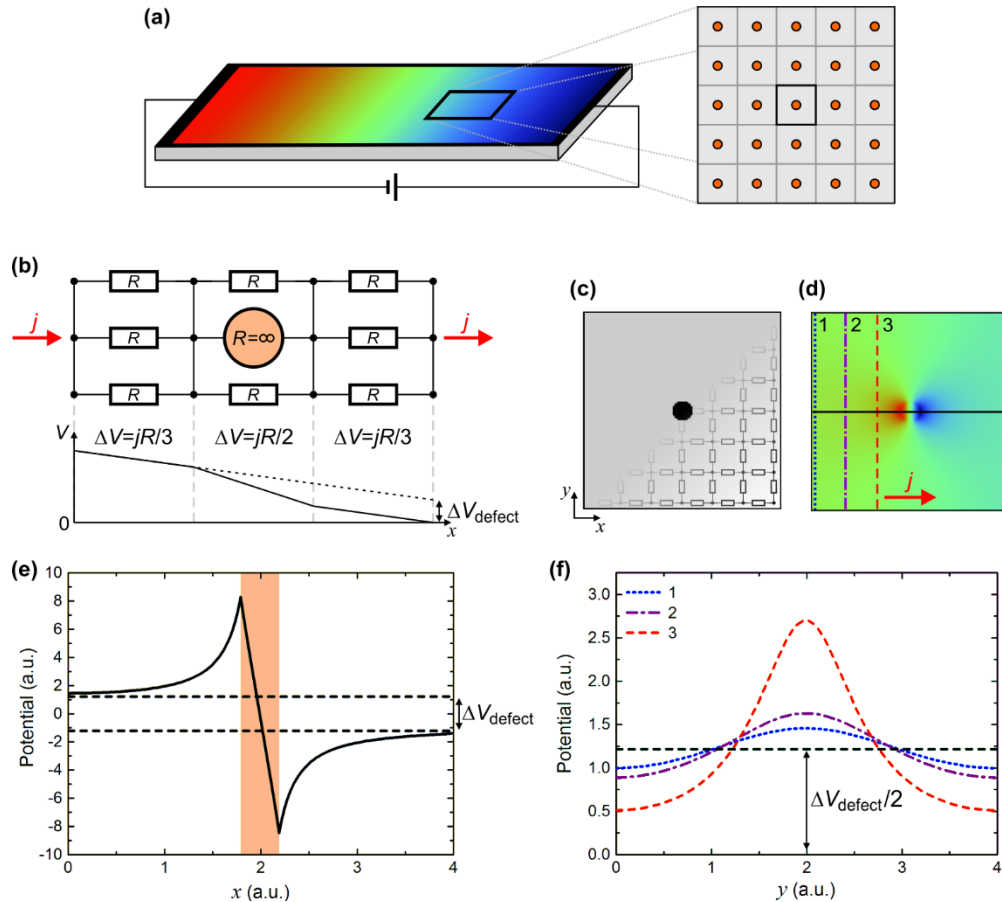 (a)
(b)
R R R
j R=∞ j
R R
R R R
V ΔV=jR/3 ΔV=jR/2 ΔV=jR/3
ΔV_defect
0 x
(c)
y
x
(d)
1 2 3
j
(e)
10
8
6
4
2
0
-2
-4
-6
-8
-10
Potential (a.u.)
ΔV_defect
0 1 2 3 4
x (a.u.)
(f)
3.0
2.5
2.0
1.5
1.0
0.5
0.0
Potential (a.u.)
1
2
3
ΔV_defect/2
0 1 2 3 4
y (a.u.)